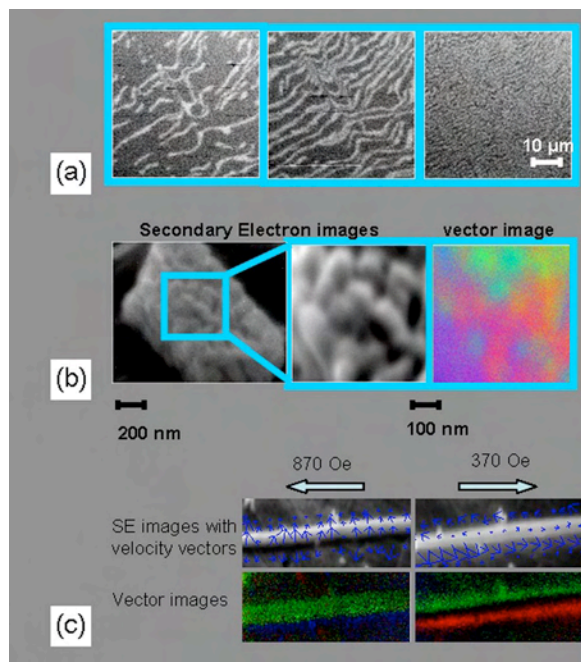 10 µm
(a)
Secondary Electron images
vector image
(b)
200 nm
100 nm
870 Oe
370 Oe
SE images with
velocity vectors
Vector images
(c)